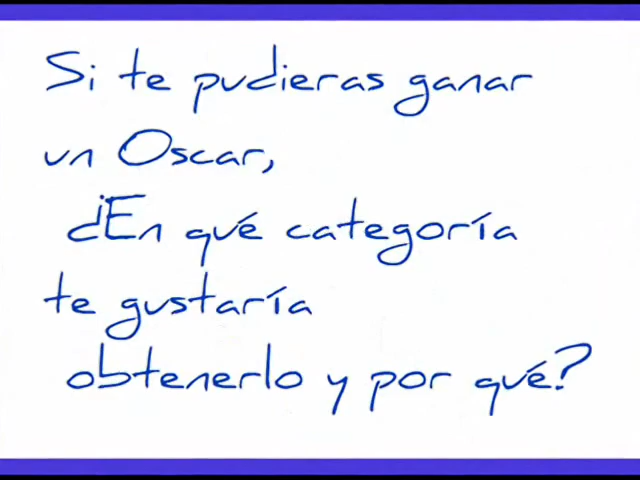 Si te pudieras ganar
un Oscar,
¿En qué categoría
te gustaría
obtenerlo y por qué?